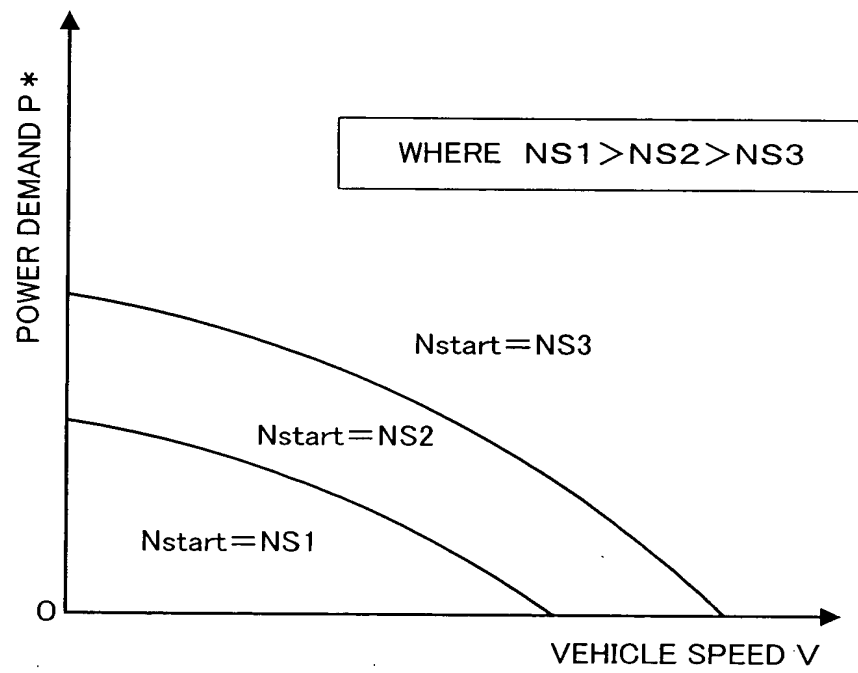 POWER DEMAND P*
WHERE NS1>NS2>NS3
Nstart=NS3
Nstart=NS2
Nstart=NS1
0
VEHICLE SPEED V